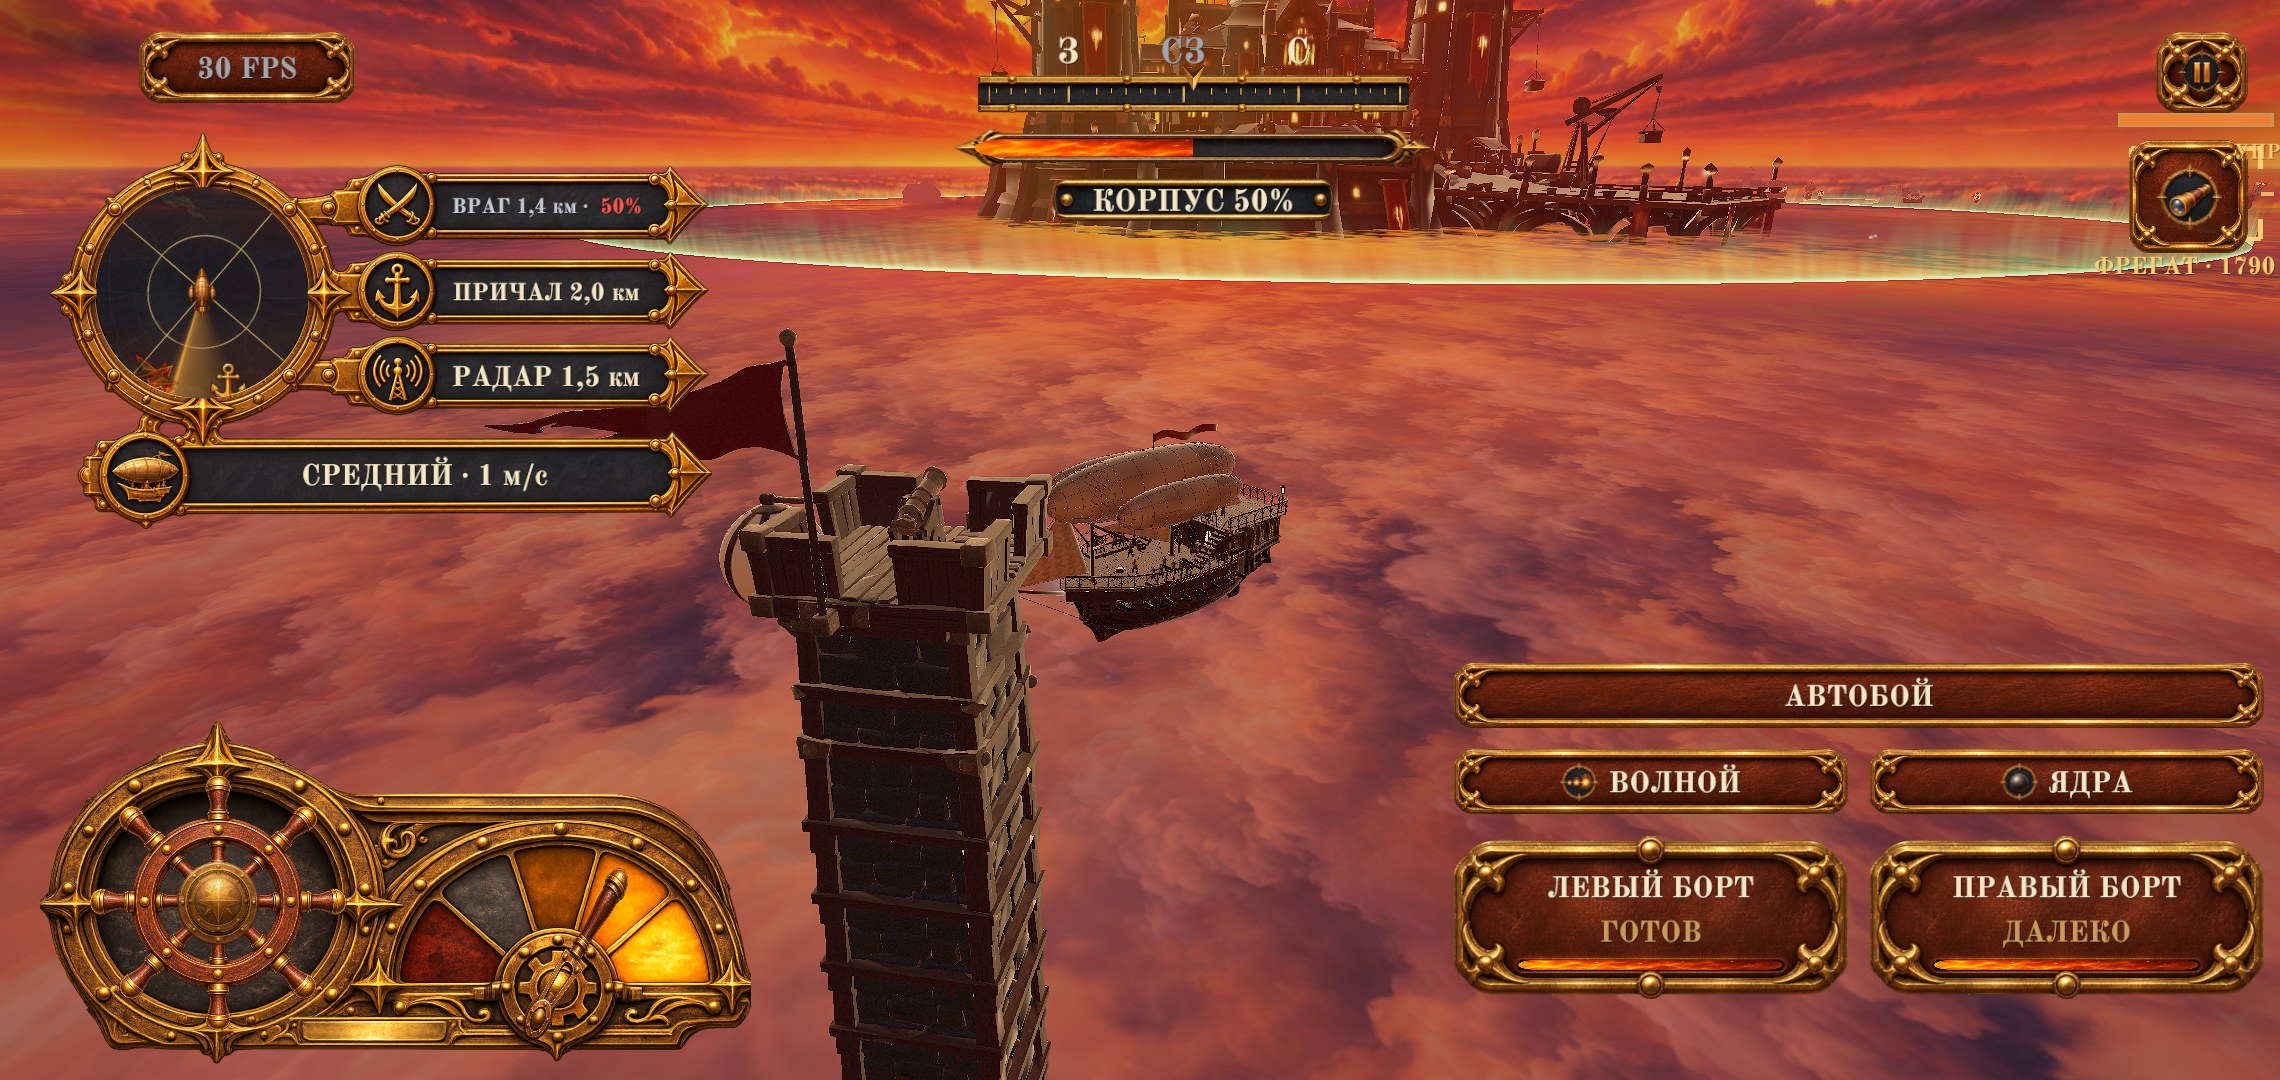 30 FPS
З СЗ С
КОРПУС 50%
ВРАГ 1,4 км · 50%
ПРИЧАЛ 2,0 км
РАДАР 1,5 км
СРЕДНИЙ · 1 м/с
ФРЕГАТ · 1790
АВТОБОЙ
ВОЛНОЙ
ЯДРА
ЛЕВЫЙ БОРТ
ГОТОВ
ПРАВЫЙ БОРТ
ДАЛЕКО